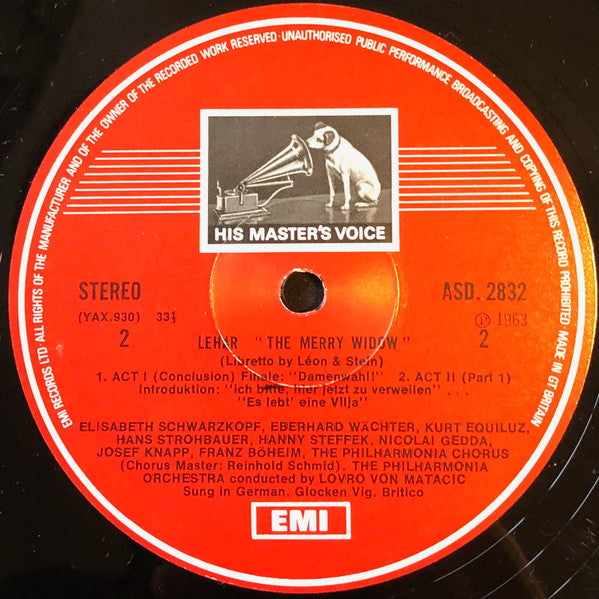 EMI RECORDS LTD · ALL RIGHTS OF THE MANUFACTURER AND OF THE OWNER OF THE RECORDED WORK RESERVED · UNAUTHORISED PUBLIC PERFORMANCE BROADCASTING AND COPYING OF THIS RECORD PROHIBITED · MADE IN GT BRITAIN
HIS MASTER'S VOICE
STEREO
ASD. 2832
(YAX.930) 33⅓
Ⓟ 1963
2
LEHAR "THE MERRY WIDOW"
2
(Libretto by Léon & Stein)
1. ACT I (Conclusion) Finale: "Damenwahl!" 2. ACT II (Part 1)
Introduktion: "Ich bitte, hier jetzt zu verweilen" . . .
"Es lebt' eine Vilja"
ELISABETH SCHWARZKOPF, EBERHARD WÄCHTER, KURT EQUILUZ,
HANS STROHBAUER, HANNY STEFFEK, NICOLAI GEDDA,
JOSEF KNAPP, FRANZ BÖHEIM, THE PHILHARMONIA CHORUS
(Chorus Master: Reinhold Schmid). THE PHILHARMONIA
ORCHESTRA conducted by LOVRO VON MATACIC
Sung in German. Glocken Vlg. Britico
EMI